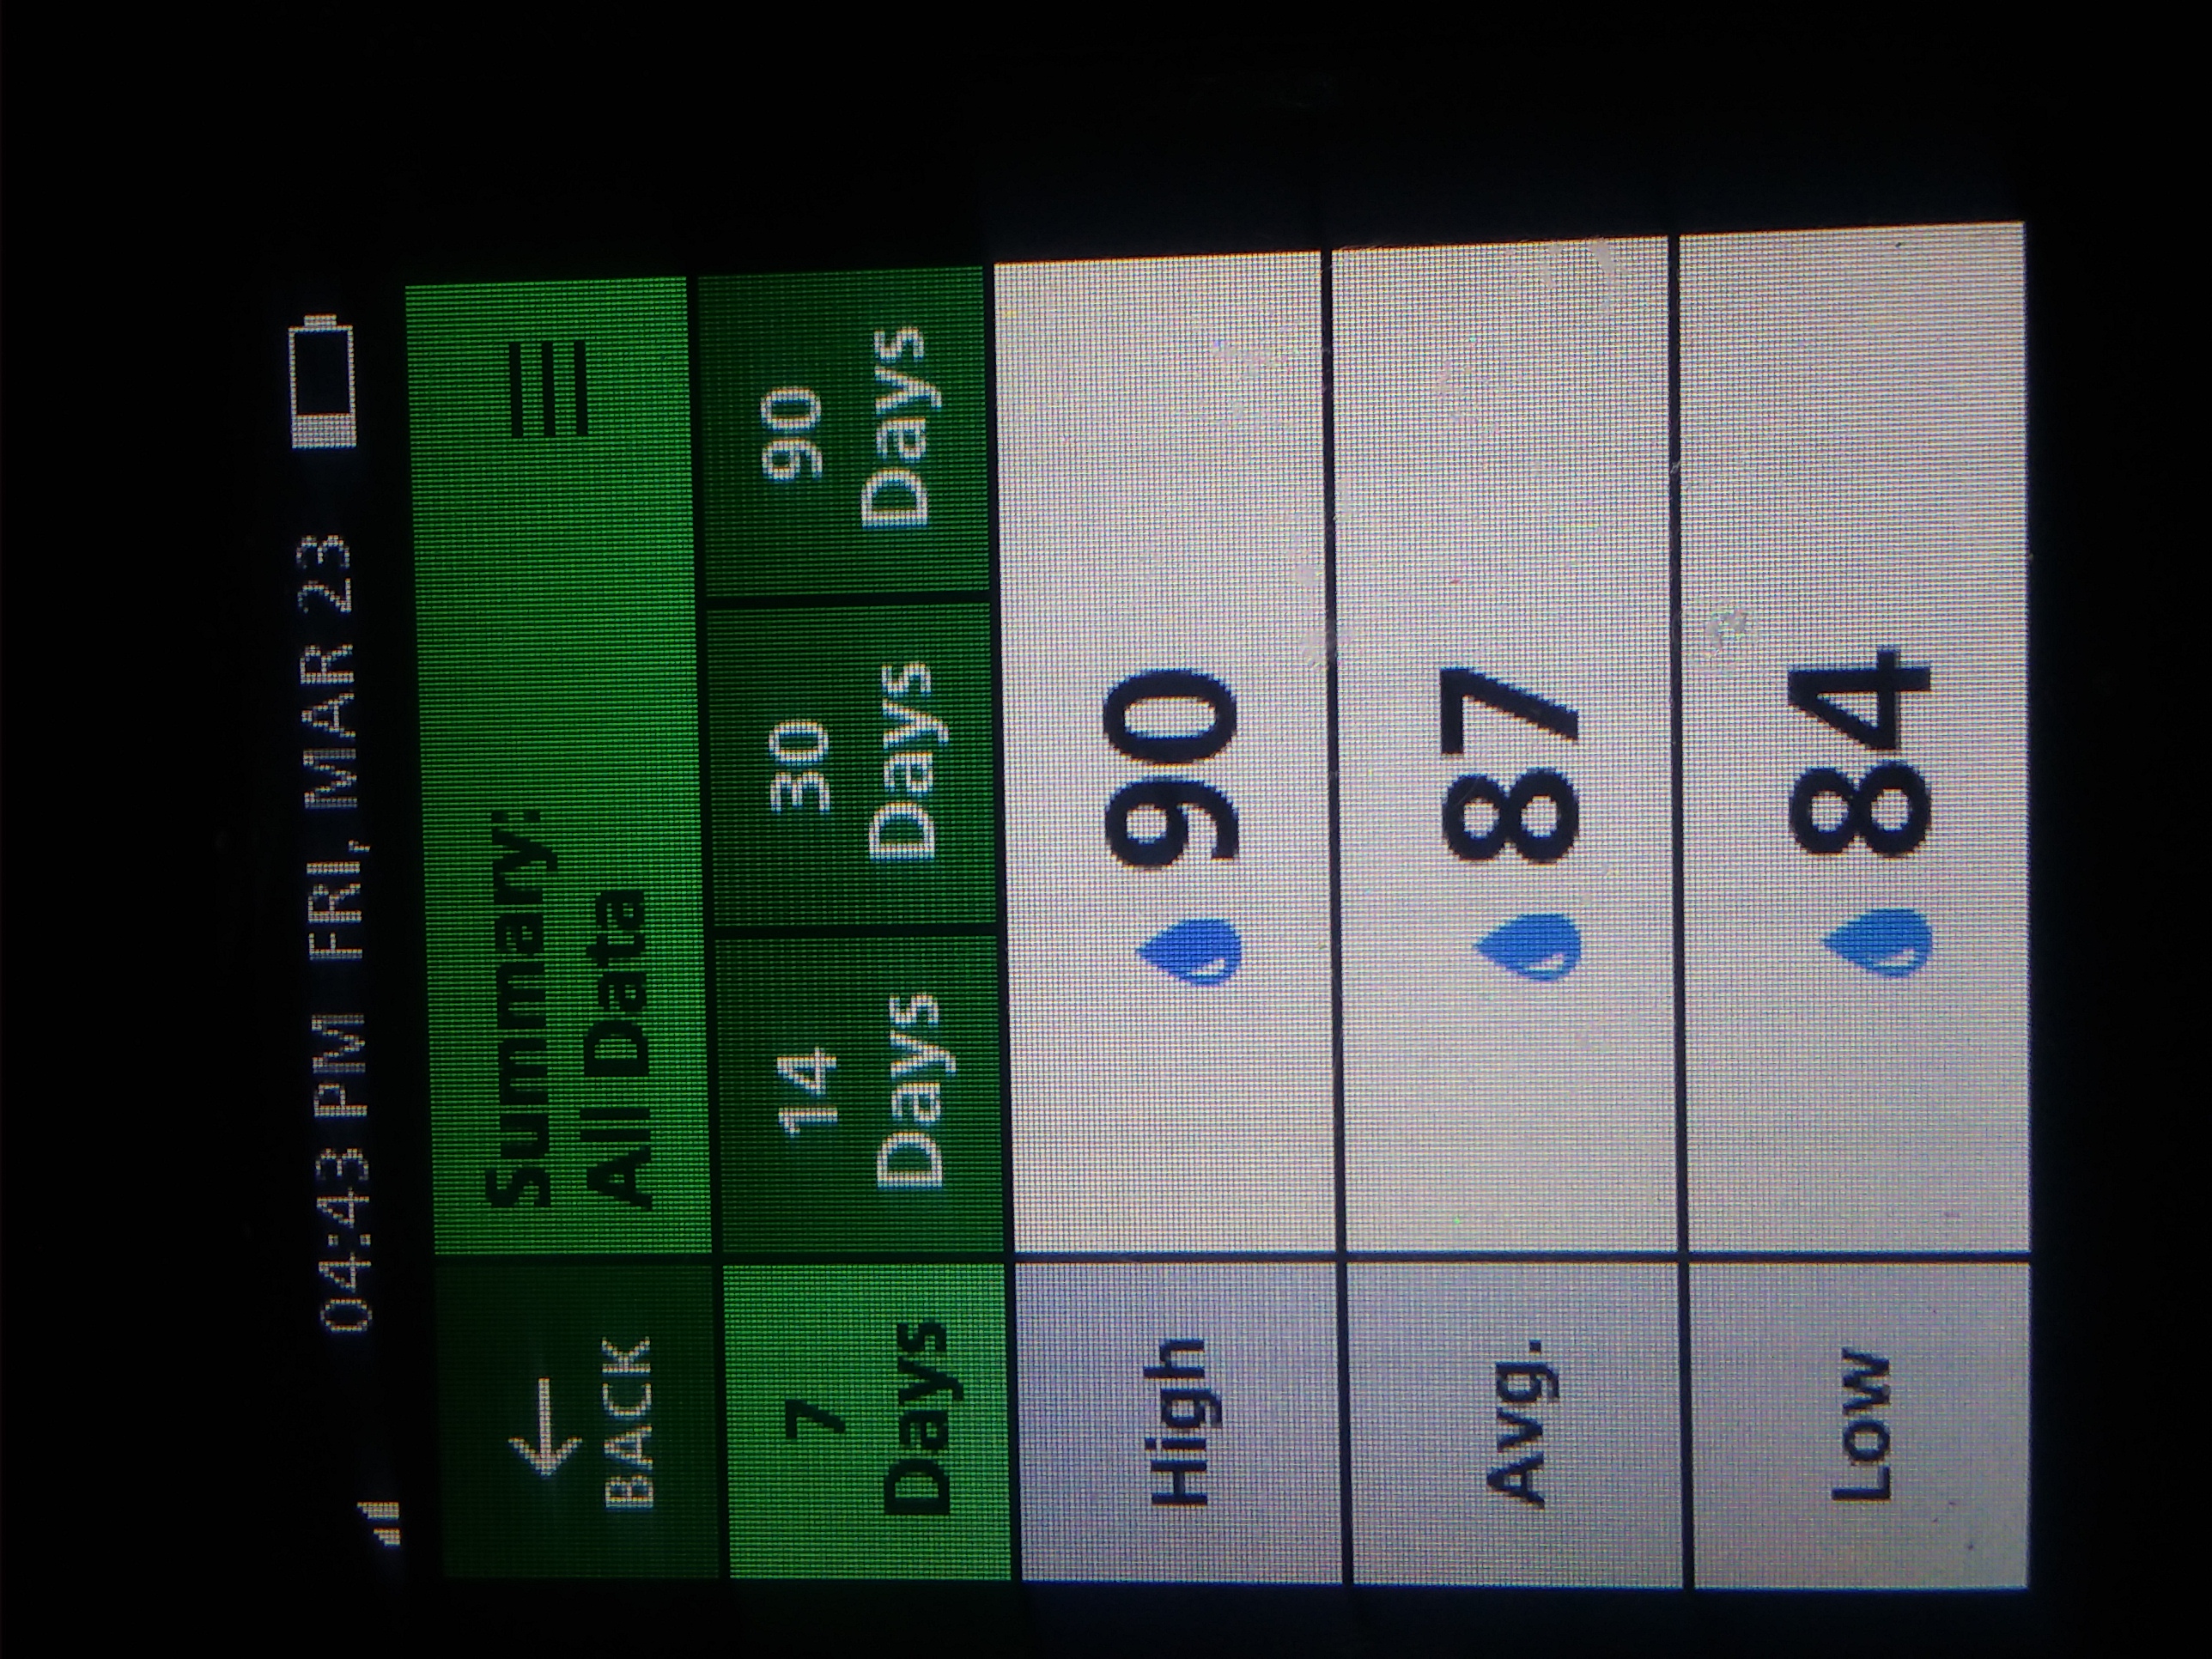 04:43 PM FRI, MAR 23
BACK
Summary:
All Data
7
Days
14
Days
30
Days
90
Days
High
90
Avg.
87
Low
84